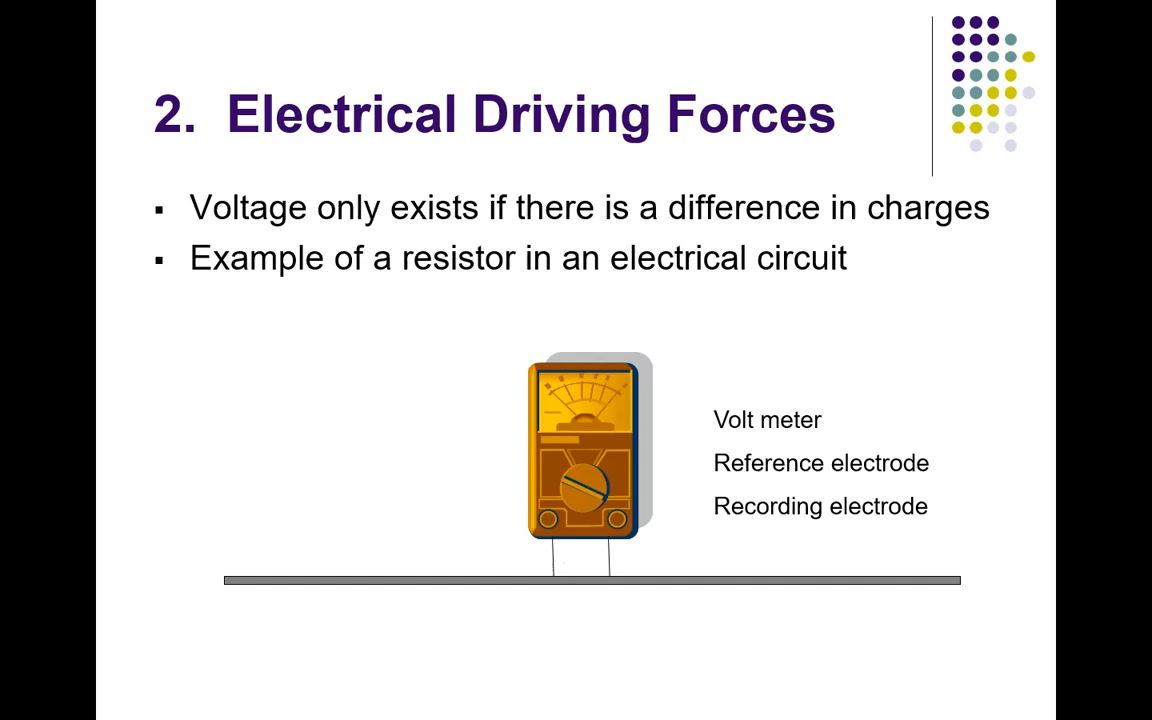 2. Electrical Driving Forces
▪ Voltage only exists if there is a difference in charges
▪ Example of a resistor in an electrical circuit
Volt meter
Reference electrode
Recording electrode